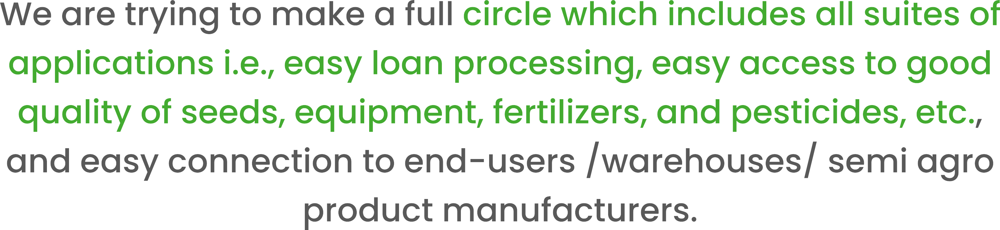 We are trying to make a full circle which includes all suites of
applications i.e., easy loan processing, easy access to good
quality of seeds, equipment, fertilizers, and pesticides, etc.,
and easy connection to end-users /warehouses/ semi agro
product manufacturers.